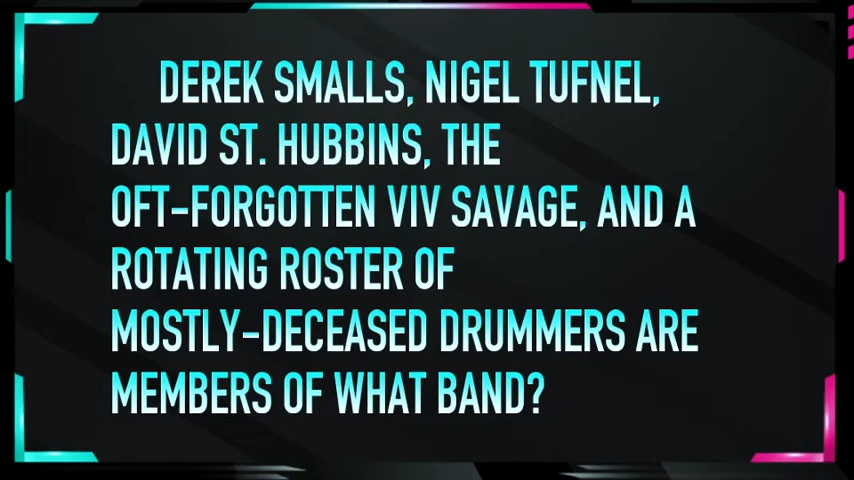 DEREK SMALLS, NIGEL TUFNEL,
DAVID ST. HUBBINS, THE
OFT-FORGOTTEN VIV SAVAGE, AND A
ROTATING ROSTER OF
MOSTLY-DECEASED DRUMMERS ARE
MEMBERS OF WHAT BAND?